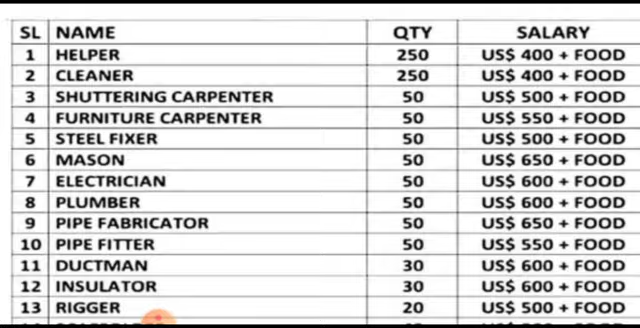 SL NAME QTY SALARY
1 HELPER 250 US$ 400 + FOOD
2 CLEANER 250 US$ 400 + FOOD
3 SHUTTERING CARPENTER 50 US$ 500 + FOOD
4 FURNITURE CARPENTER 50 US$ 550 + FOOD
5 STEEL FIXER 50 US$ 500 + FOOD
6 MASON 50 US$ 650 + FOOD
7 ELECTRICIAN 50 US$ 600 + FOOD
8 PLUMBER 50 US$ 600 + FOOD
9 PIPE FABRICATOR 50 US$ 650 + FOOD
10 PIPE FITTER 50 US$ 550 + FOOD
11 DUCTMAN 30 US$ 600 + FOOD
12 INSULATOR 30 US$ 600 + FOOD
13 RIGGER 20 US$ 500 + FOOD